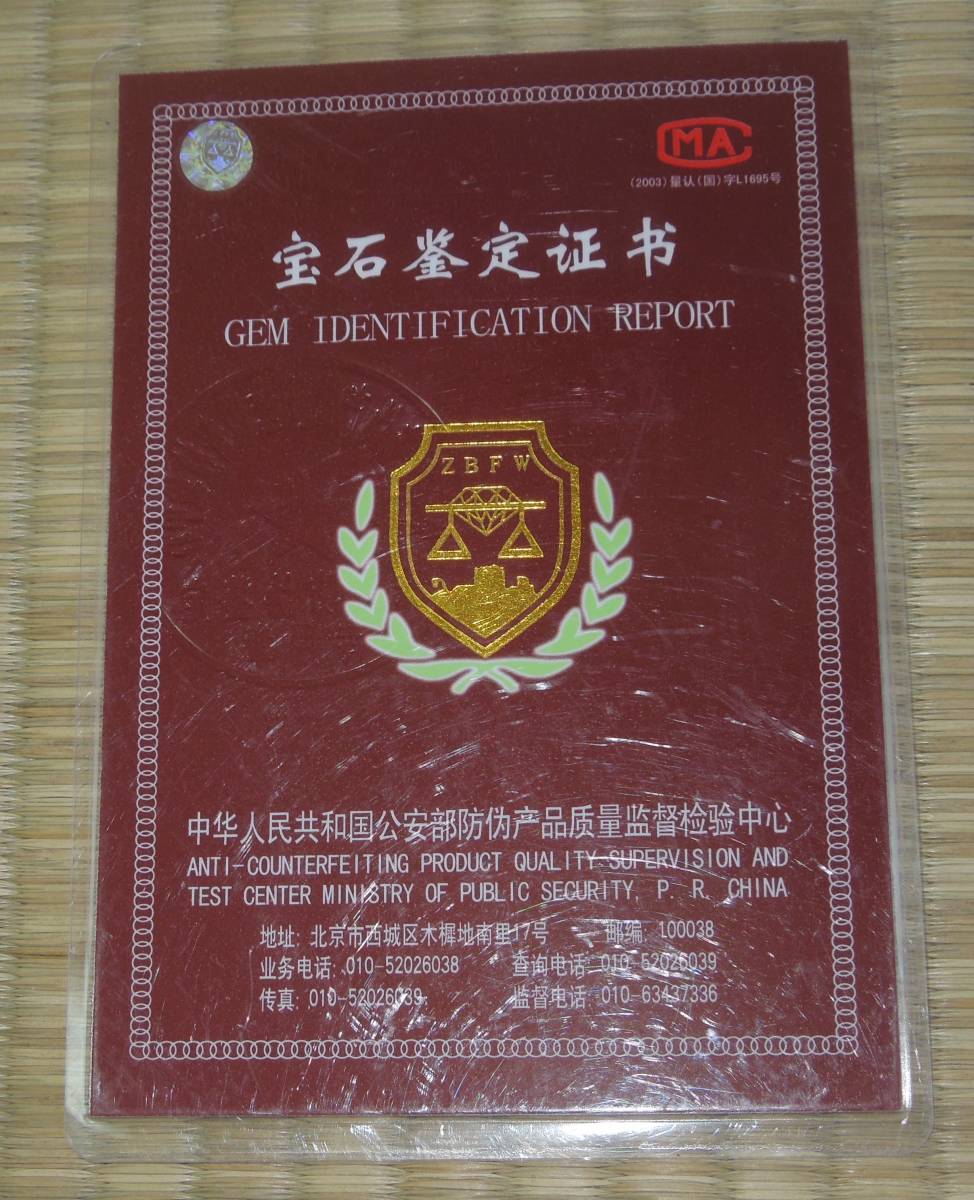 CMA
(2003)量认(国)字L1695号
宝石鉴定证书
GEM IDENTIFICATION REPORT
ZBFW
中华人民共和国公安部防伪产品质量监督检验中心
ANTI-COUNTERFEITING PRODUCT QUALITY SUPERVISION AND
TEST CENTER MINISTRY OF PUBLIC SECURITY, P. R. CHINA
地址: 北京市西城区木樨地南里17号 邮编: 100038
业务电话: 010-52026038 查询电话: 010-52026039
传真: 010-52026039 监督电话: 010-63437336